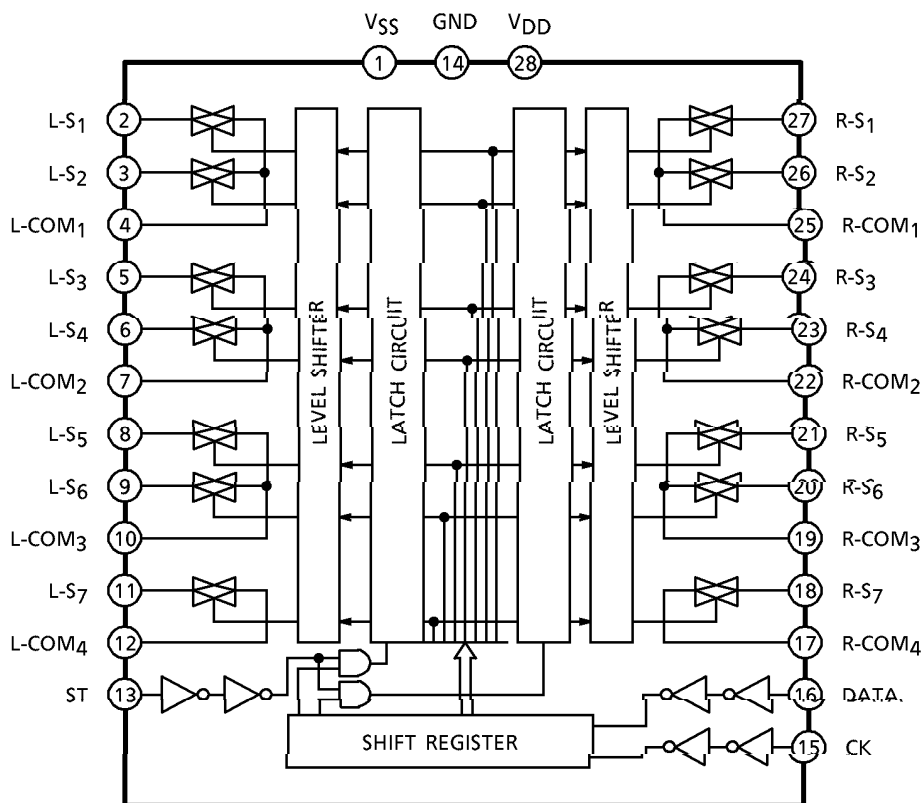 VSS GND VDD
1 14 28
L-S1 2 27 R-S1
L-S2 3 26 R-S2
L-COM1 4 25 R-COM1
L-S3 5 24 R-S3
L-S4 6 23 R-S4
L-COM2 7 22 R-COM2
L-S5 8 21 R-S5
L-S6 9 20 R-S6
L-COM3 10 19 R-COM3
L-S7 11 18 R-S7
L-COM4 12 17 R-COM4
LEVEL SHIFTER
LATCH CIRCUIT
LATCH CIRCUIT
LEVEL SHIFTER
ST 13 16 DATA
SHIFT REGISTER
15 CK